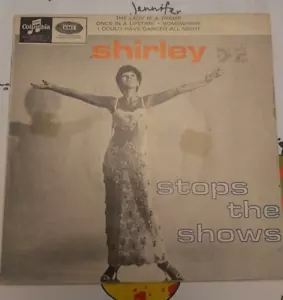 Jennifer
Columbia
EMI
THE LADY IS A TRAMP
ONCE IN A LIFETIME · SOMEWHERE
I COULD HAVE DANCED ALL NIGHT
shirley
stops
the
shows